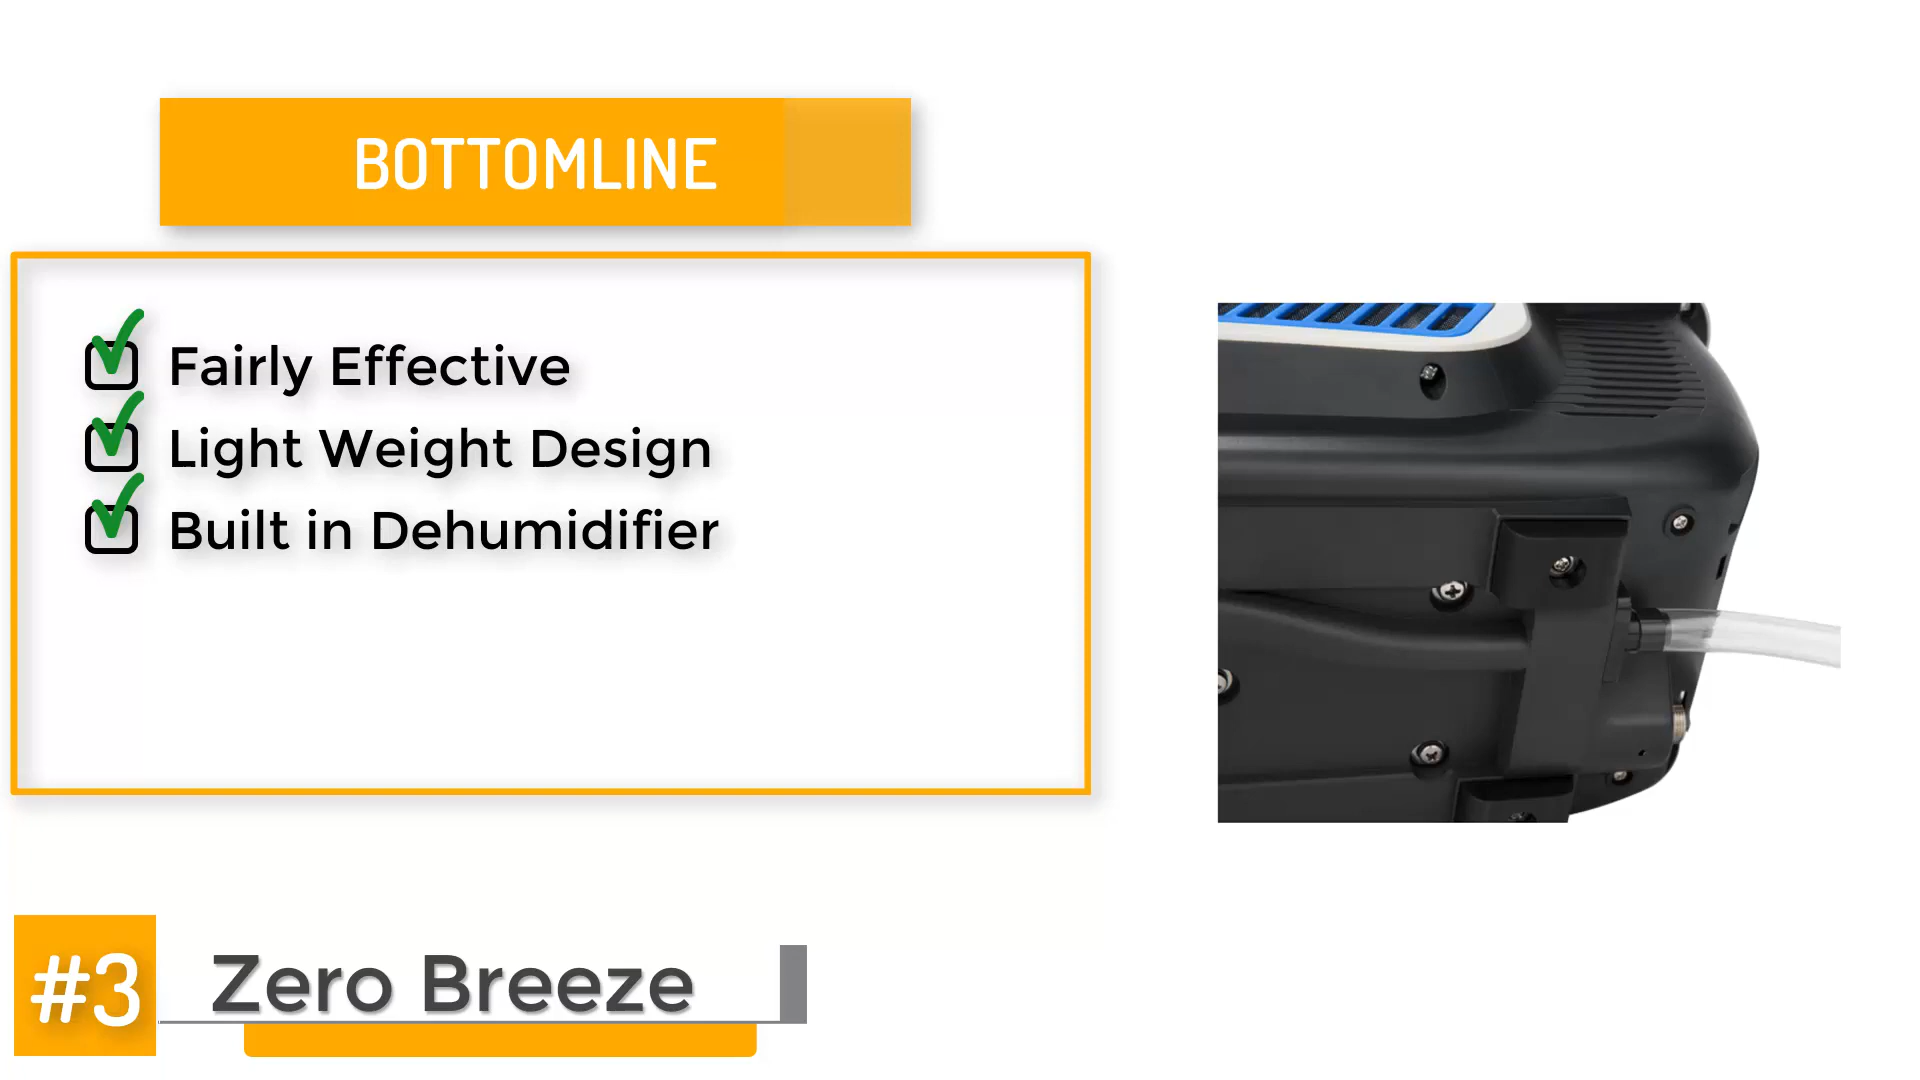 BOTTOMLINE
Fairly Effective
Light Weight Design
Built in Dehumidifier
#3 Zero Breeze